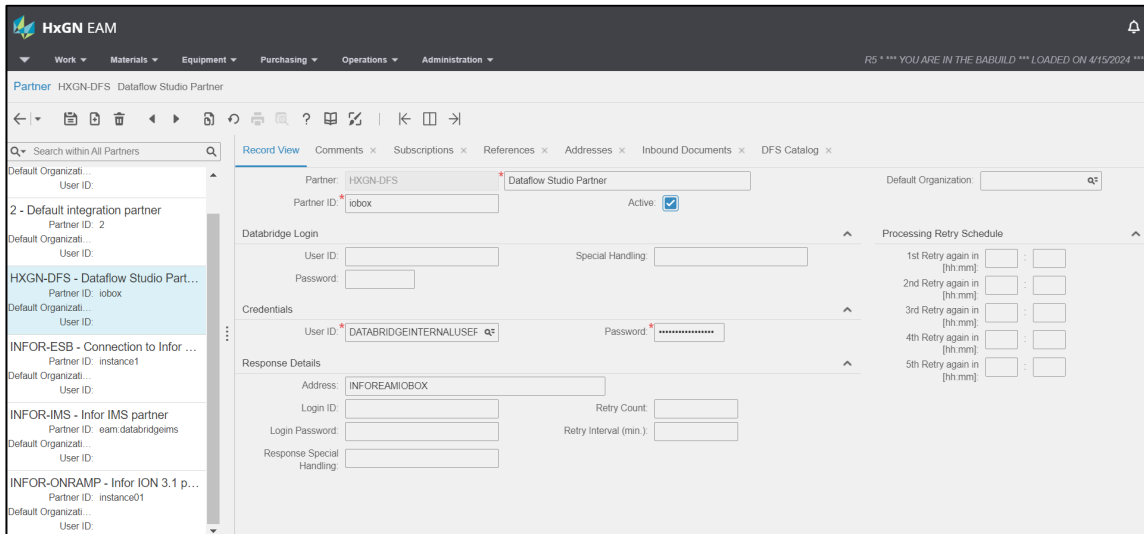 HxGN EAM
Work Materials Equipment Purchasing Operations Administration R5 * *** YOU ARE IN THE BABUILD *** LOADED ON 4/15/2024 ***
Partner HXGN-DFS Dataflow Studio Partner
Search within All Partners
Default Organizati...
User ID:
2 - Default integration partner
Partner ID: 2
Default Organizati...
User ID:
HXGN-DFS - Dataflow Studio Part...
Partner ID: iobox
Default Organizati...
User ID:
INFOR-ESB - Connection to Infor ...
Partner ID: instance1
Default Organizati...
User ID:
INFOR-IMS - Infor IMS partner
Partner ID: eam:databridgeims
Default Organizati...
User ID:
INFOR-ONRAMP - Infor ION 3.1 p...
Partner ID: instance01
Default Organizati...
User ID:
Record View Comments × Subscriptions × References × Addresses × Inbound Documents × DFS Catalog ×
Partner: HXGN-DFS * Dataflow Studio Partner Default Organization:
Partner ID: * iobox Active:
Databridge Login
User ID: Special Handling:
Password:
Credentials
User ID: * DATABRIDGEINTERNALUSER Password: * •••••••••••••••••
Response Details
Address: INFOREAMIOBOX
Login ID: Retry Count:
Login Password: Retry Interval (min.):
Response Special
Handling:
Processing Retry Schedule
1st Retry again in :
[hh:mm]:
2nd Retry again in :
[hh:mm]:
3rd Retry again in :
[hh:mm]:
4th Retry again in :
[hh:mm]:
5th Retry again in :
[hh:mm]: